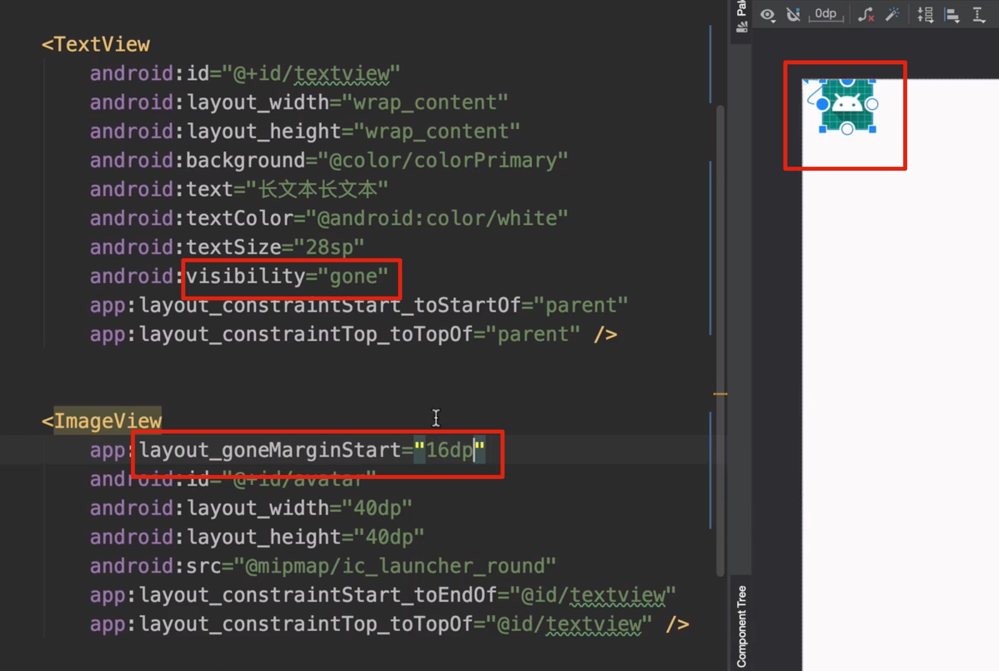 <TextView
android:id="@+id/textview"
android:layout_width="wrap_content"
android:layout_height="wrap_content"
android:background="@color/colorPrimary"
android:text="长文本长文本"
android:textColor="@android:color/white"
android:textSize="28sp"
android:visibility="gone"
app:layout_constraintStart_toStartOf="parent"
app:layout_constraintTop_toTopOf="parent" />
<ImageView
app:layout_goneMarginStart="16dp"
android:id="@+id/avatar"
android:layout_width="40dp"
android:layout_height="40dp"
android:src="@mipmap/ic_launcher_round"
app:layout_constraintStart_toEndOf="@id/textview"
app:layout_constraintTop_toTopOf="@id/textview" />
0dp
Component Tree